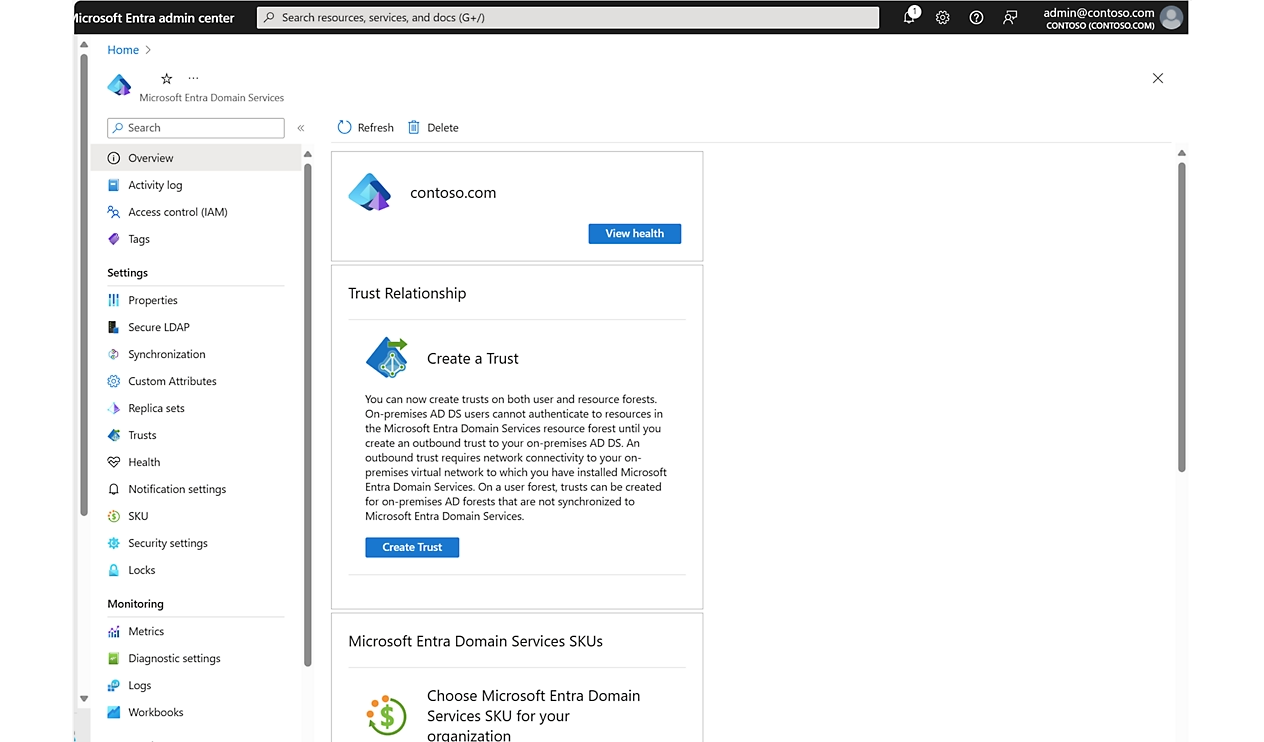 Microsoft Entra admin center
Search resources, services, and docs (G+/)
1
admin@contoso.com
CONTOSO (CONTOSO.COM)
Home
Microsoft Entra Domain Services
Search
Refresh
Delete
Overview
Activity log
Access control (IAM)
Tags
Settings
Properties
Secure LDAP
Synchronization
Custom Attributes
Replica sets
Trusts
Health
Notification settings
SKU
Security settings
Locks
Monitoring
Metrics
Diagnostic settings
Logs
Workbooks
contoso.com
View health
Trust Relationship
Create a Trust
You can now create trusts on both user and resource forests.
On-premises AD DS users cannot authenticate to resources in
the Microsoft Entra Domain Services resource forest until you
create an outbound trust to your on-premises AD DS. An
outbound trust requires network connectivity to your on-
premises virtual network to which you have installed Microsoft
Entra Domain Services. On a user forest, trusts can be created
for on-premises AD forests that are not synchronized to
Microsoft Entra Domain Services.
Create Trust
Microsoft Entra Domain Services SKUs
Choose Microsoft Entra Domain
Services SKU for your
organization